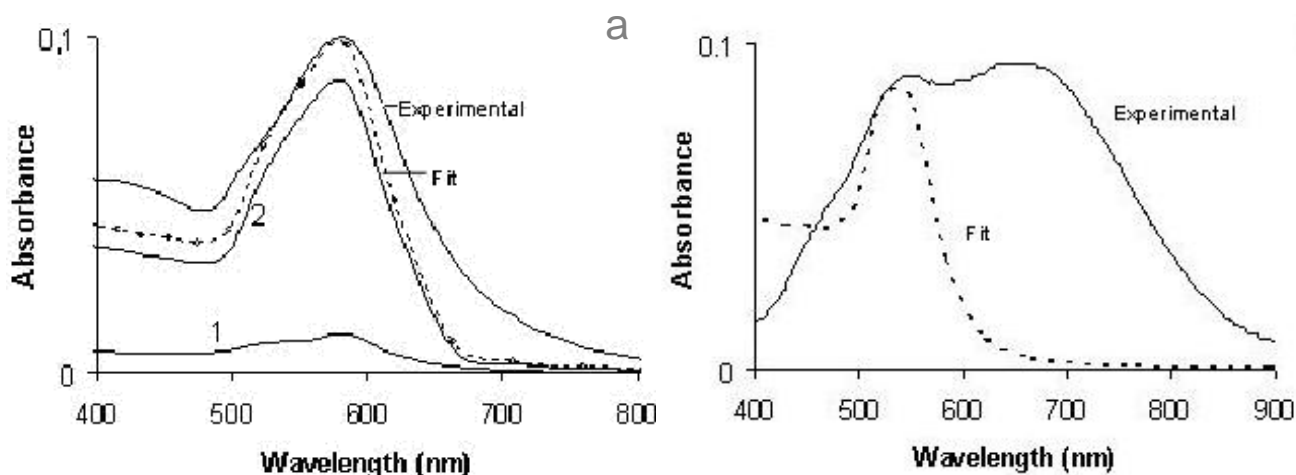 a
0,1
Experimental
Fit
2
1
0
400 500 600 700 800
Wavelength (nm)
Absorbance
0.1
Experimental
Fit
0
400 500 600 700 800 900
Wavelength (nm)
Absorbance